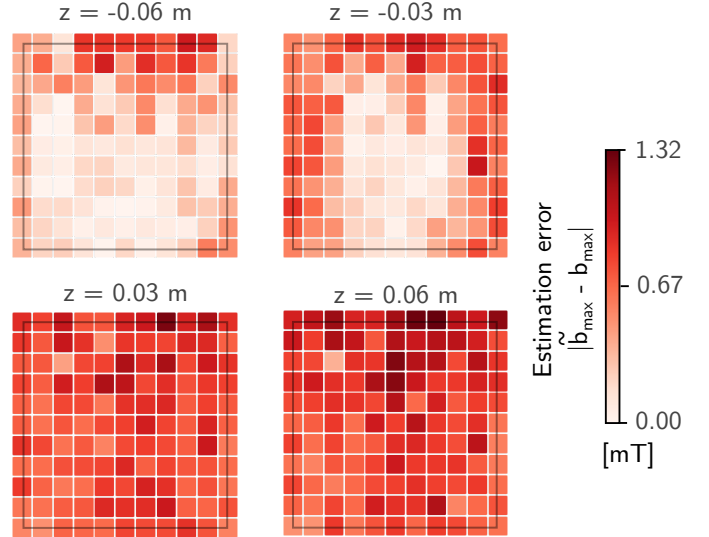 z = -0.06 m
z = -0.03 m
z = 0.03 m
z = 0.06 m
Estimation error
|b̃max - bmax|
1.32
0.67
0.00
[mT]